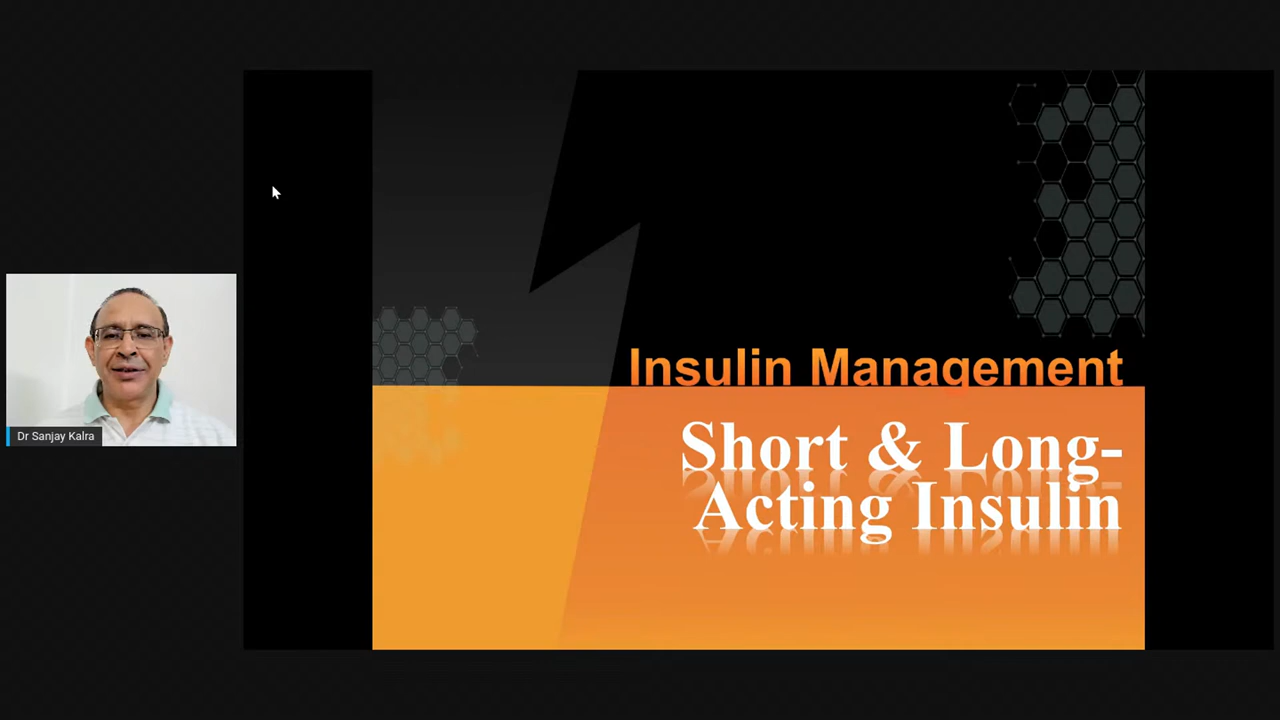 Insulin Management
Short & Long-
Acting Insulin
Dr Sanjay Kalra